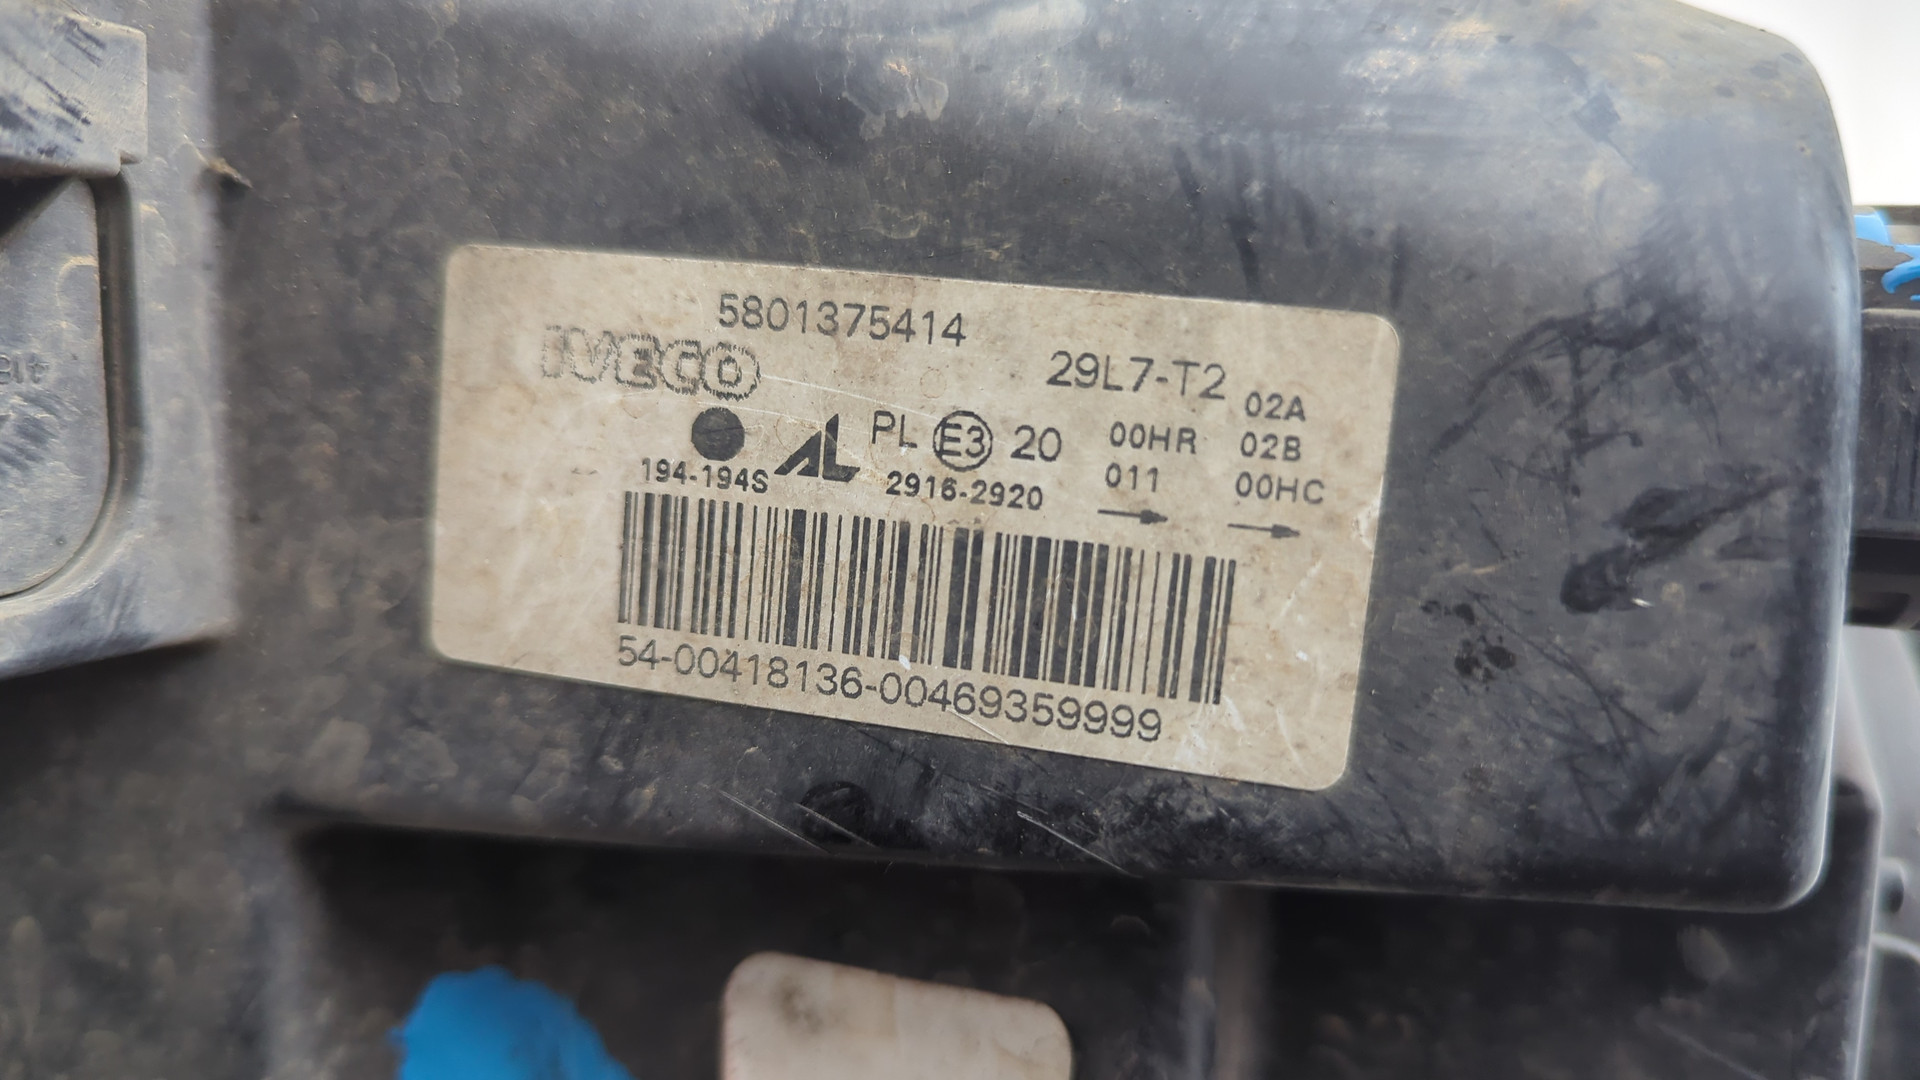 5801375414
IVECO
29L7-T2
02A
AL PL E3 20 00HR 02B
194-194S 2916-2920 011 00HC
54-00418136-00469359999